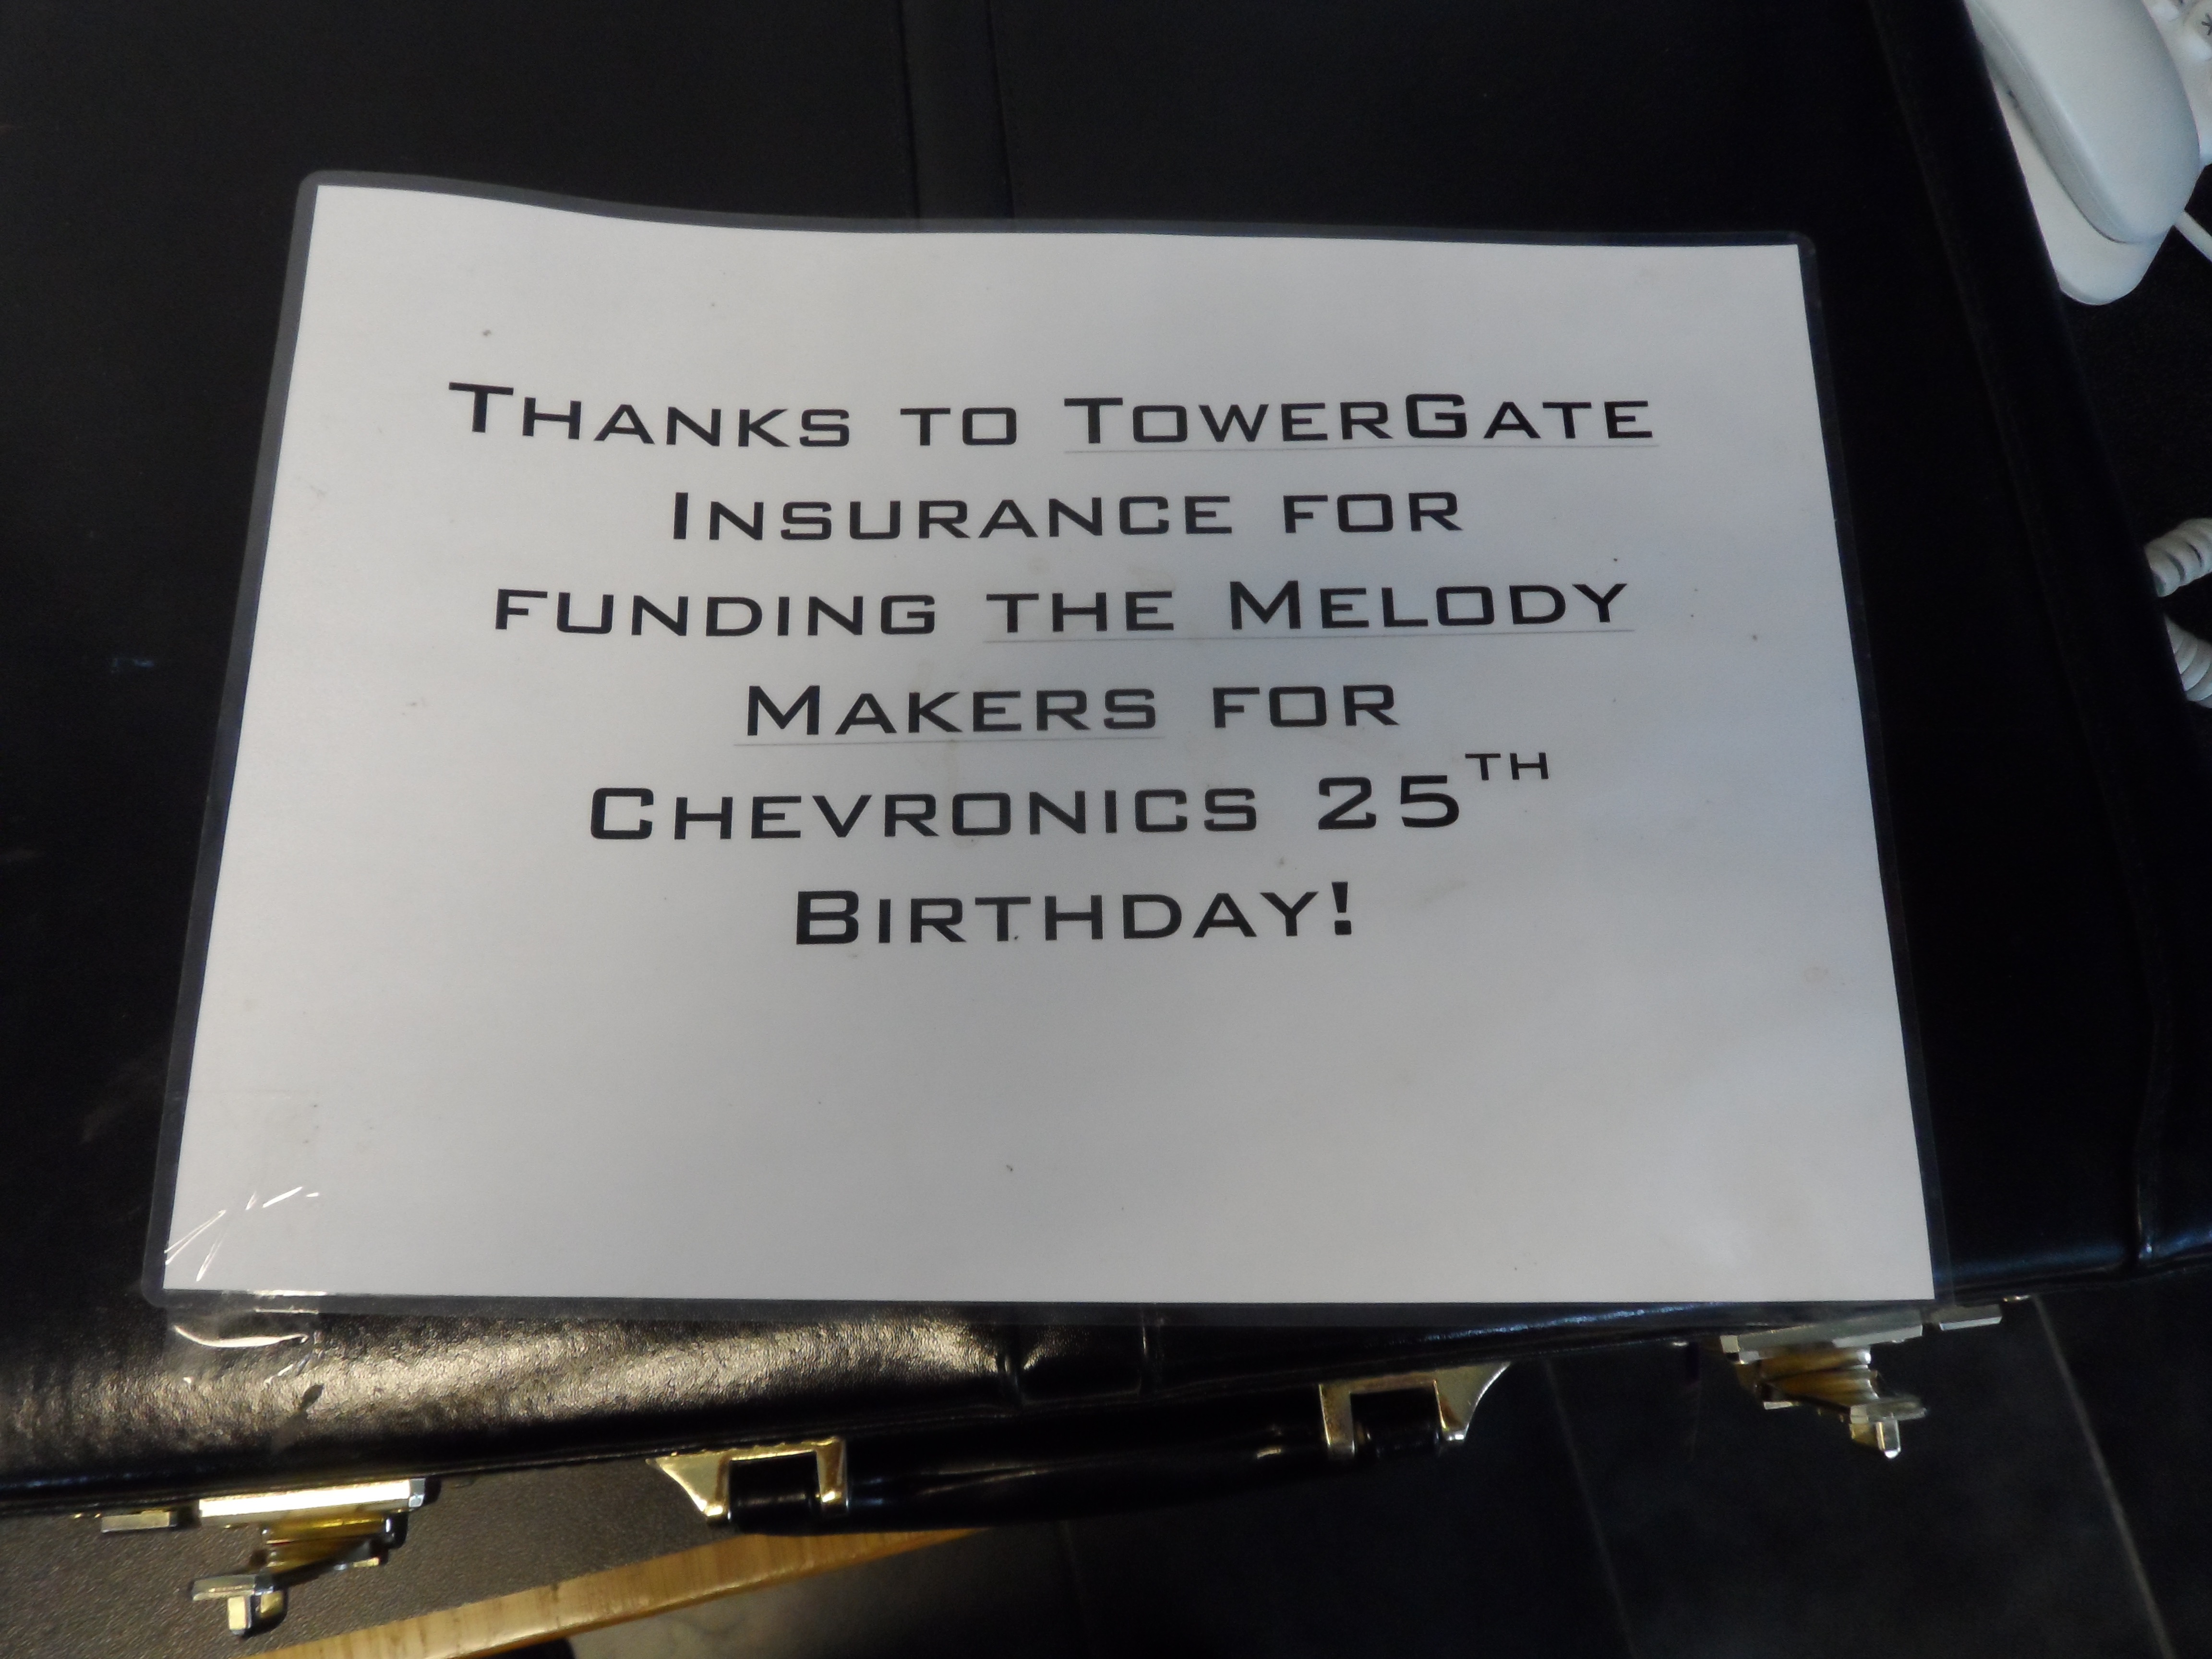 Thanks to TowerGate
Insurance for
funding the Melody
Makers for
Chevronics 25th
Birthday!